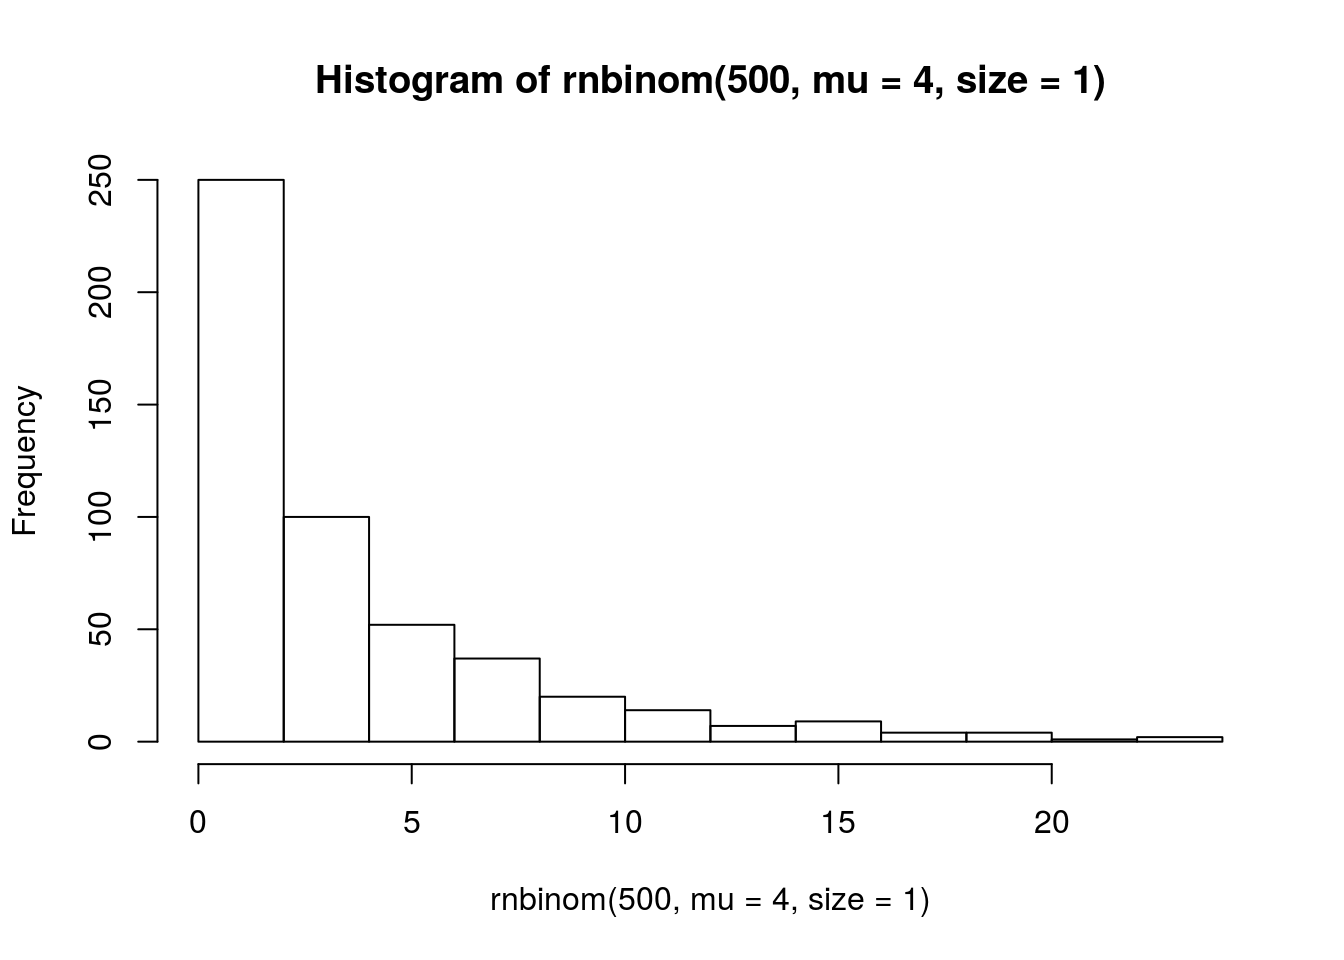 Histogram of rnbinom(500, mu = 4, size = 1)
Frequency
250
200
150
100
50
0
0 5 10 15 20
rnbinom(500, mu = 4, size = 1)